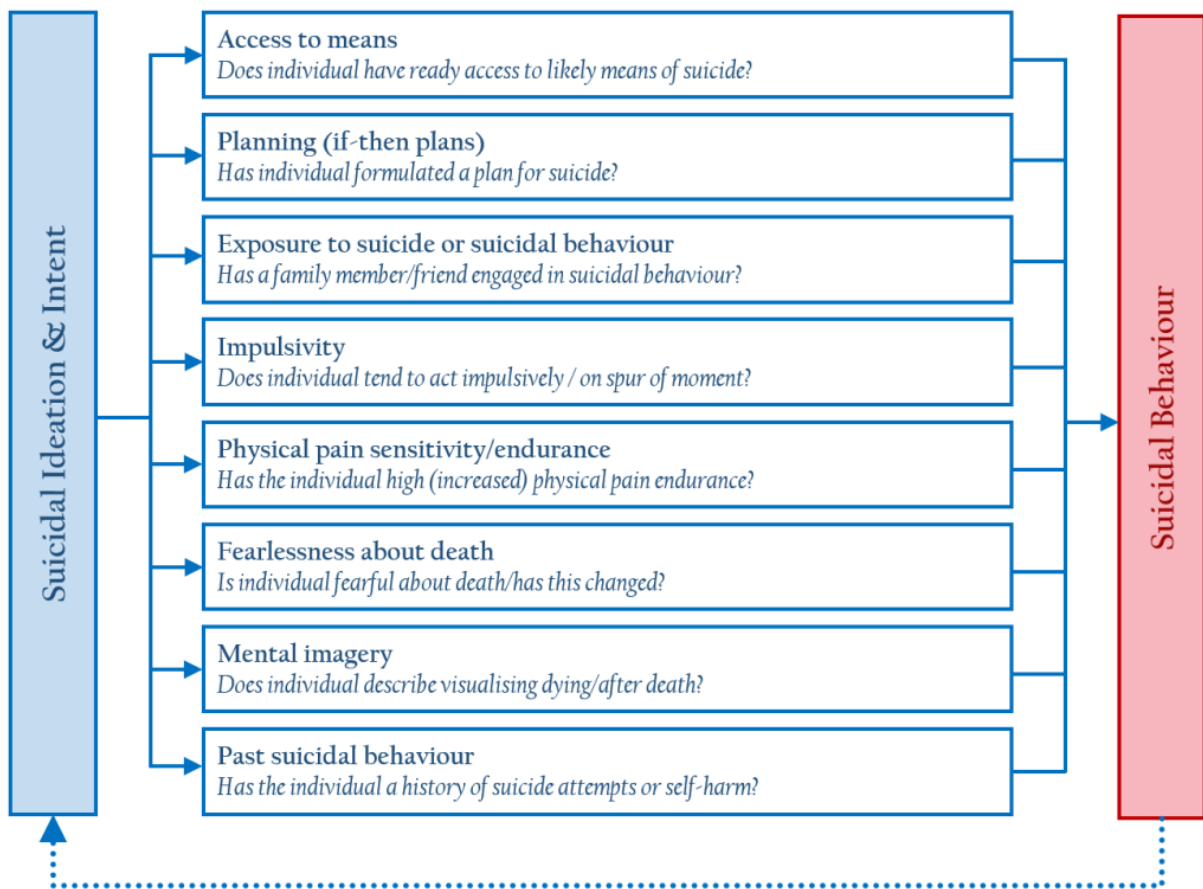 Suicidal Ideation & Intent
Access to means
Does individual have ready access to likely means of suicide?
Planning (if-then plans)
Has individual formulated a plan for suicide?
Exposure to suicide or suicidal behaviour
Has a family member/friend engaged in suicidal behaviour?
Impulsivity
Does individual tend to act impulsively / on spur of moment?
Physical pain sensitivity/endurance
Has the individual high (increased) physical pain endurance?
Fearlessness about death
Is individual fearful about death/has this changed?
Mental imagery
Does individual describe visualising dying/after death?
Past suicidal behaviour
Has the individual a history of suicide attempts or self-harm?
Suicidal Behaviour